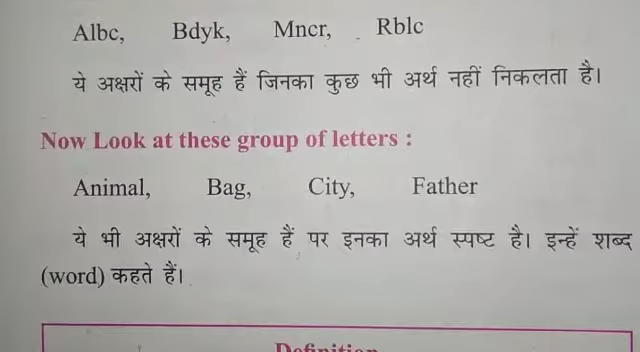 Albc, Bdyk, Mncr, Rblc
ये अक्षरों के समूह हैं जिनका कुछ भी अर्थ नहीं निकलता है।
Now Look at these group of letters :
Animal, Bag, City, Father
ये भी अक्षरों के समूह हैं पर इनका अर्थ स्पष्ट है। इन्हें शब्द
(word) कहते हैं।
Definition